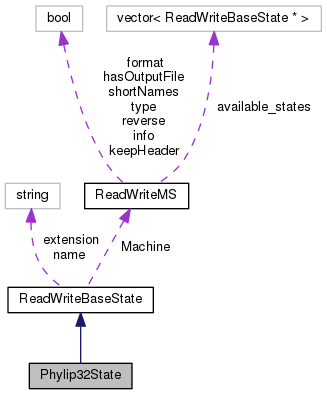 bool
vector< ReadWriteBaseState * >
format
hasOutputFile
shortNames
type
reverse
info
keepHeader
available_states
string
ReadWriteMS
extension
name
Machine
ReadWriteBaseState
Phylip32State